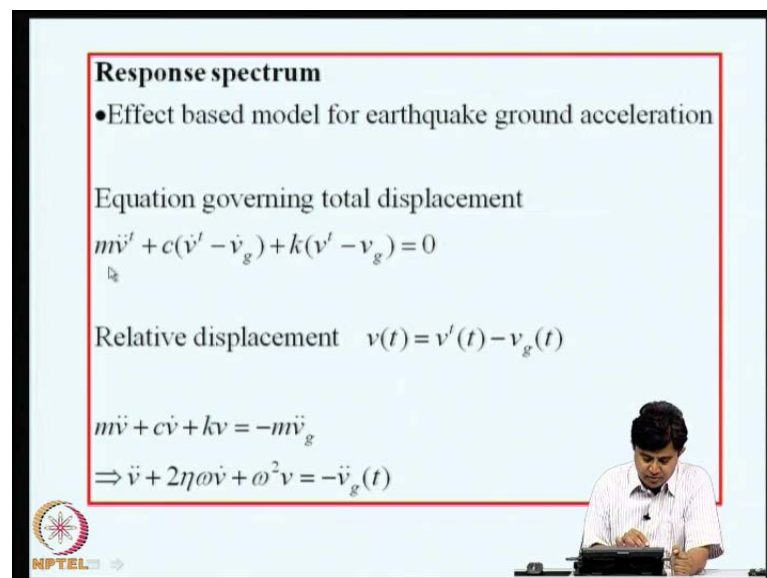 Response spectrum
•Effect based model for earthquake ground acceleration
Equation governing total displacement
mv̈ᵗ + c(v̇ᵗ − v̇_g) + k(vᵗ − v_g) = 0
Relative displacement v(t) = vᵗ(t) − v_g(t)
mv̈ + cv̇ + kv = −mv̈_g
⇒ v̈ + 2ηωv̇ + ω²v = −v̈_g(t)
NPTEL